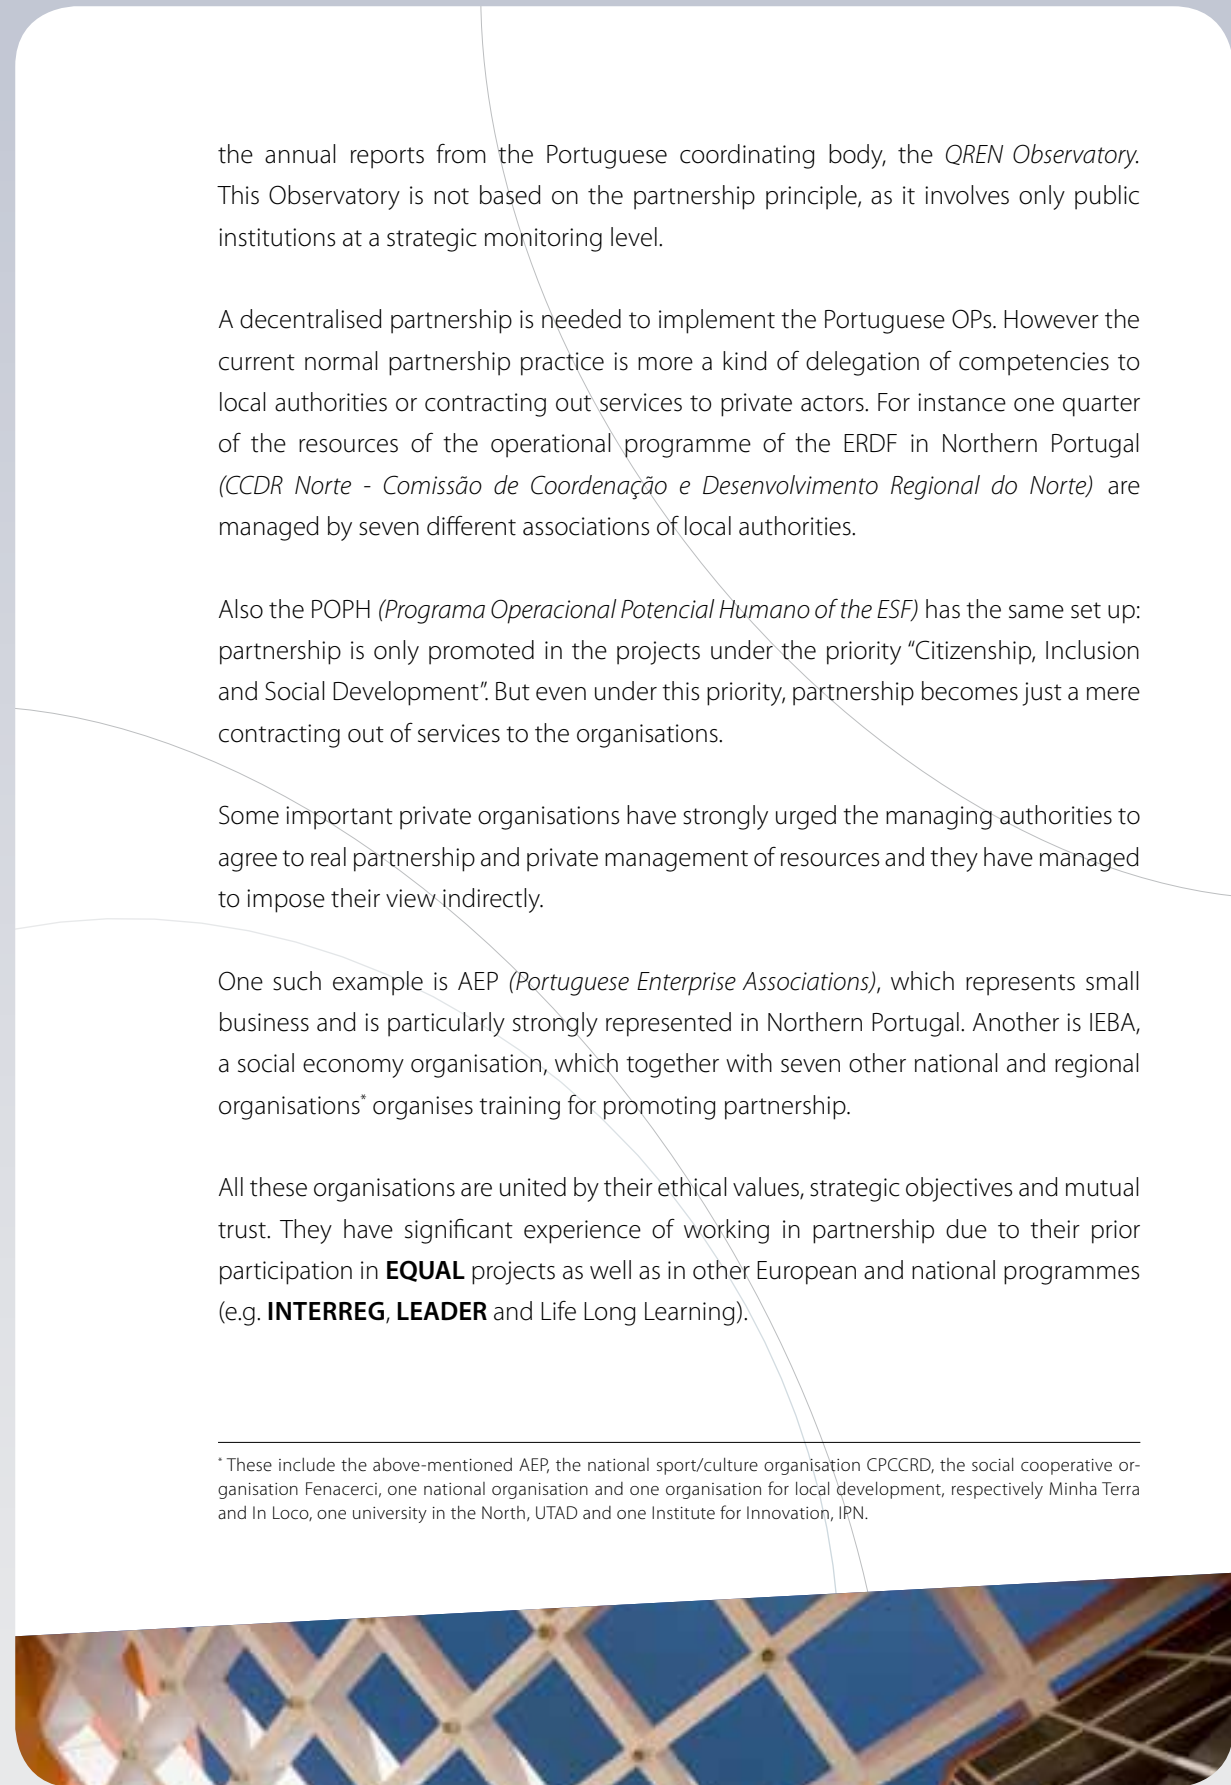 the annual reports from the Portuguese coordinating body, the QREN Observatory.
This Observatory is not based on the partnership principle, as it involves only public
institutions at a strategic monitoring level.
A decentralised partnership is needed to implement the Portuguese OPs. However the
current normal partnership practice is more a kind of delegation of competencies to
local authorities or contracting out services to private actors. For instance one quarter
of the resources of the operational programme of the ERDF in Northern Portugal
(CCDR Norte - Comissão de Coordenação e Desenvolvimento Regional do Norte) are
managed by seven different associations of local authorities.
Also the POPH (Programa Operacional Potencial Humano of the ESF) has the same set up:
partnership is only promoted in the projects under the priority “Citizenship, Inclusion
and Social Development”. But even under this priority, partnership becomes just a mere
contracting out of services to the organisations.
Some important private organisations have strongly urged the managing authorities to
agree to real partnership and private management of resources and they have managed
to impose their view indirectly.
One such example is AEP (Portuguese Enterprise Associations), which represents small
business and is particularly strongly represented in Northern Portugal. Another is IEBA,
a social economy organisation, which together with seven other national and regional
organisations* organises training for promoting partnership.
All these organisations are united by their ethical values, strategic objectives and mutual
trust. They have significant experience of working in partnership due to their prior
participation in EQUAL projects as well as in other European and national programmes
(e.g. INTERREG, LEADER and Life Long Learning).
* These include the above-mentioned AEP, the national sport/culture organisation CPCCRD, the social cooperative or-
ganisation Fenacerci, one national organisation and one organisation for local development, respectively Minha Terra
and In Loco, one university in the North, UTAD and one Institute for Innovation, IPN.